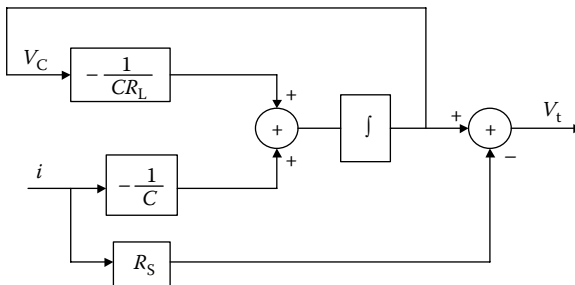 V_C
− 1/(CR_L)
+
+
+
∫
+
+
−
V_t
i
− 1/C
R_S